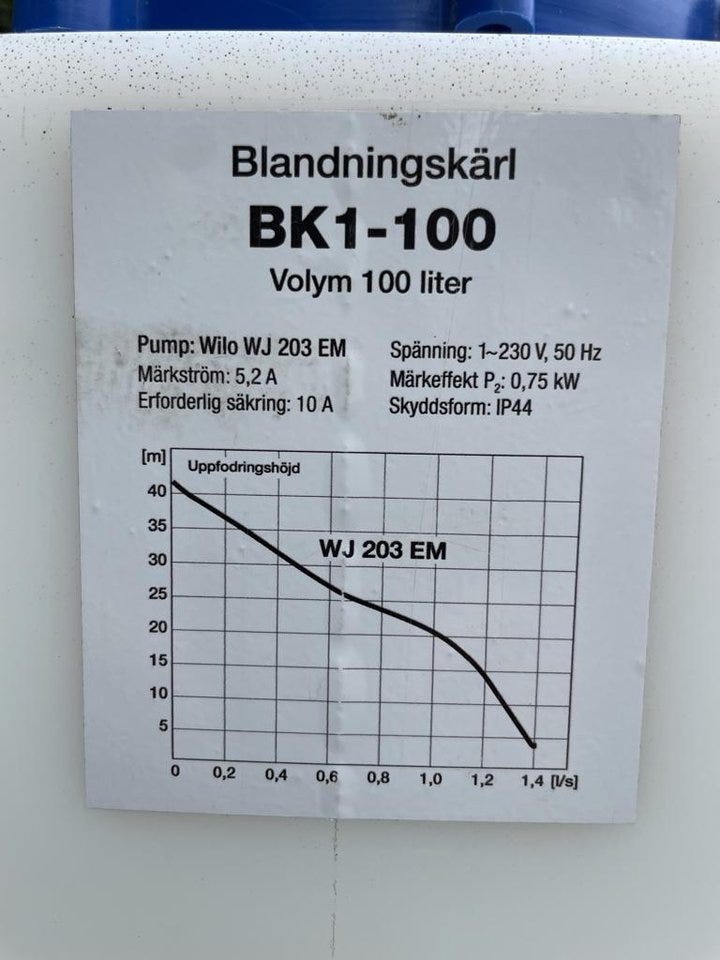 Blandningskärl
BK1-100
Volym 100 liter
Pump: Wilo WJ 203 EM
Märkström: 5,2 A
Erforderlig säkring: 10 A
Spänning: 1~230 V, 50 Hz
Märkeffekt P₂: 0,75 kW
Skyddsform: IP44
[m]
Uppfodringshöjd
40
35
30
25
20
15
10
5
WJ 203 EM
0 0,2 0,4 0,6 0,8 1,0 1,2 1,4 [l/s]